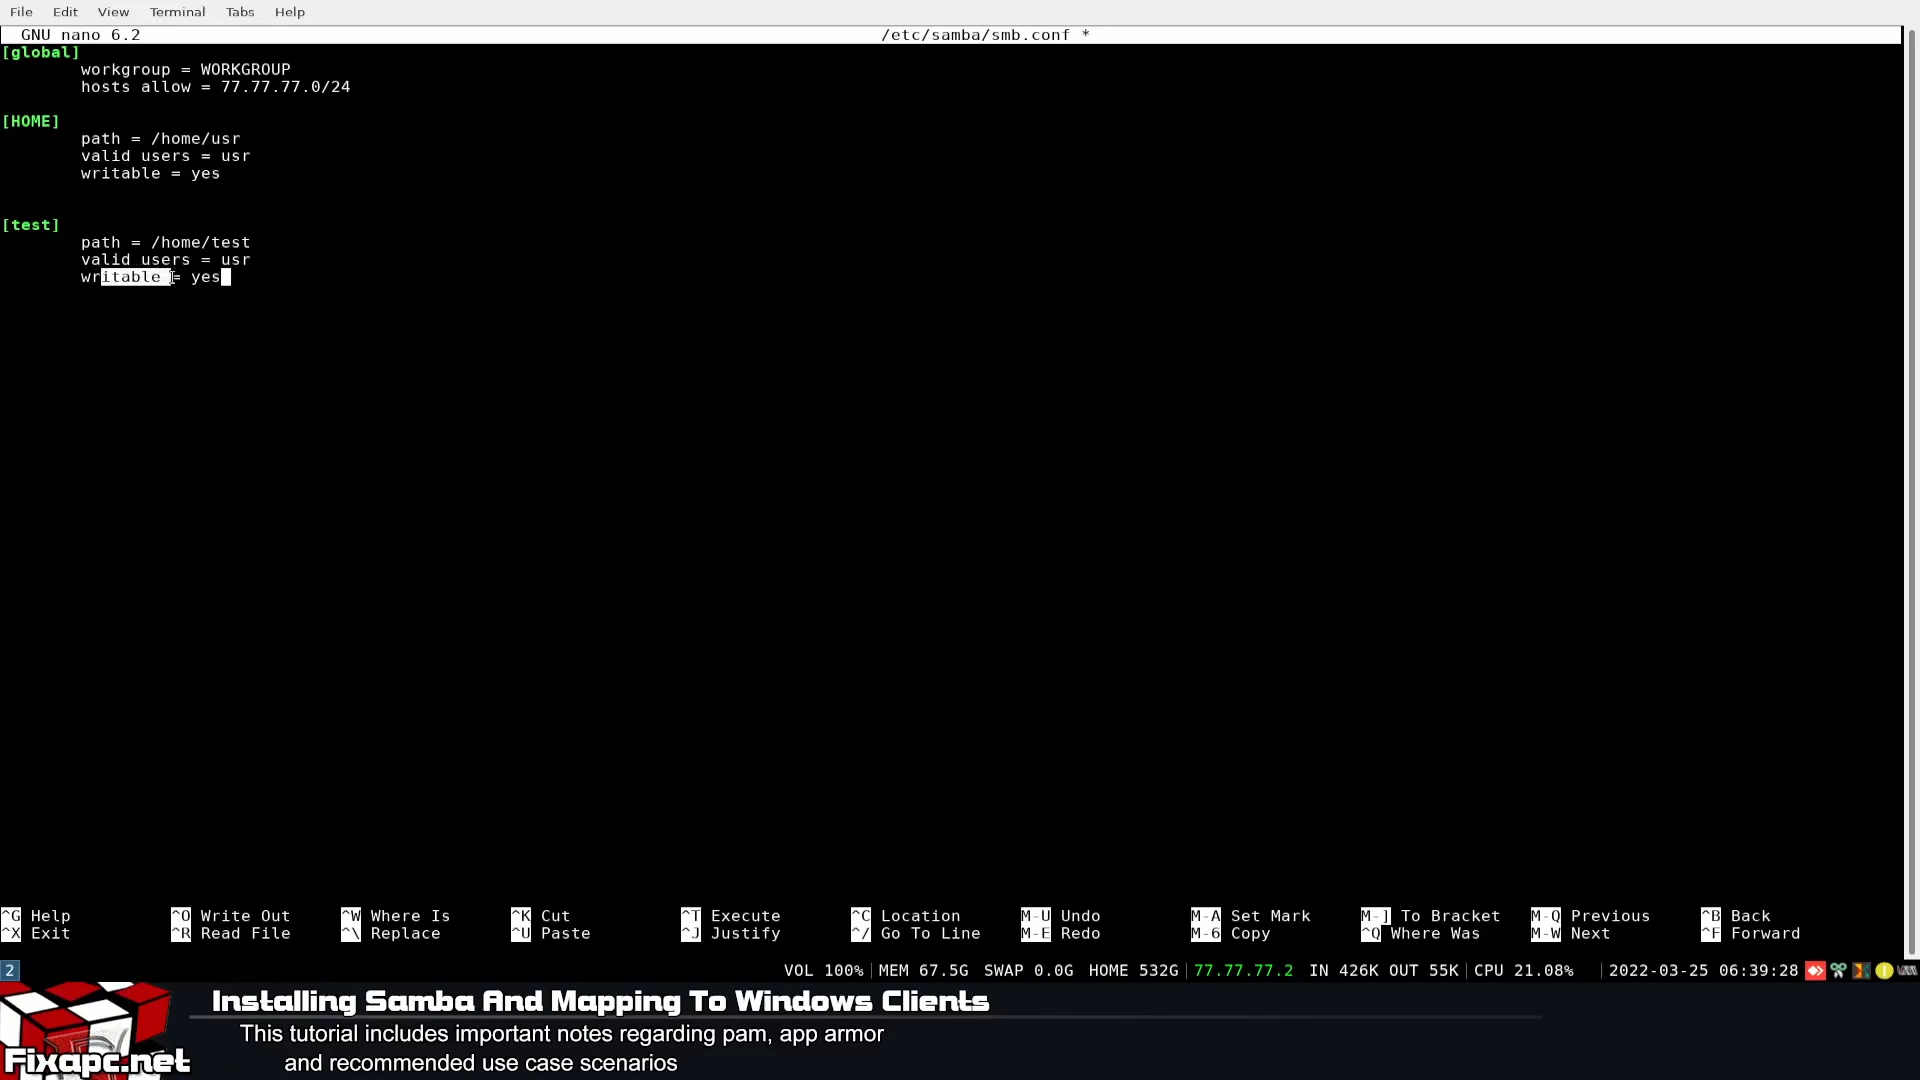 File Edit View Terminal Tabs Help
GNU nano 6.2 /etc/samba/smb.conf *
[global]
workgroup = WORKGROUP
hosts allow = 77.77.77.0/24
[HOME]
path = /home/usr
valid users = usr
writable = yes
[test]
path = /home/test
valid users = usr
writable = yes
^G Help ^O Write Out ^W Where Is ^K Cut ^T Execute ^C Location M-U Undo M-A Set Mark M-] To Bracket M-Q Previous ^B Back
^X Exit ^R Read File ^\ Replace ^U Paste ^J Justify ^/ Go To Line M-E Redo M-6 Copy ^Q Where Was M-W Next ^F Forward
2 VOL 100% MEM 67.5G SWAP 0.0G HOME 532G 77.77.77.2 IN 426K OUT 55K CPU 21.08% 2022-03-25 06:39:28
Installing Samba And Mapping To Windows Clients
This tutorial includes important notes regarding pam, app armor
and recommended use case scenarios
Fixapc.net